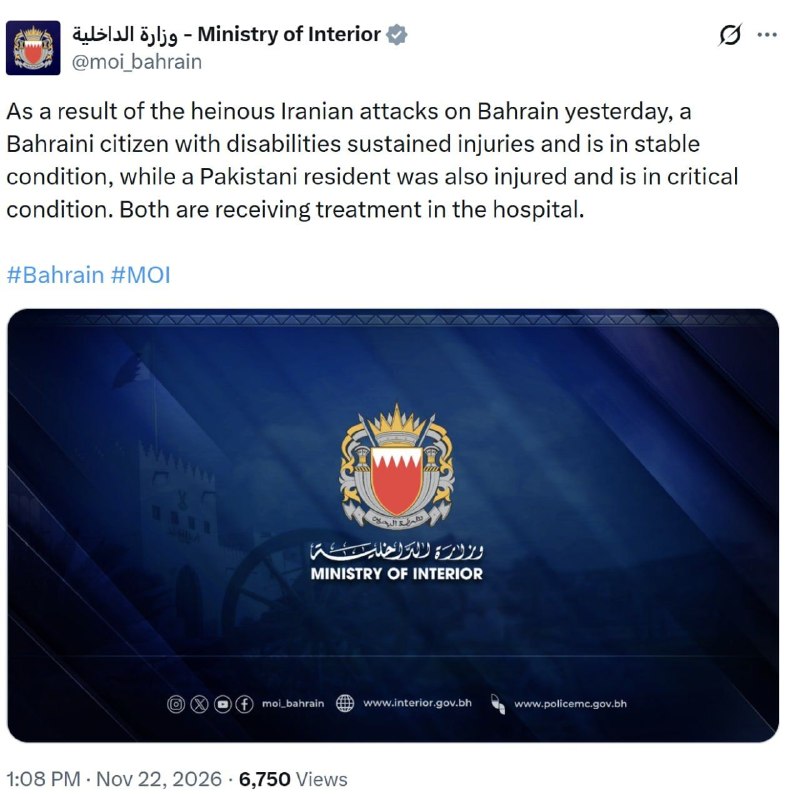 وزارة الداخلية - Ministry of Interior
@moi_bahrain
As a result of the heinous Iranian attacks on Bahrain yesterday, a
Bahraini citizen with disabilities sustained injuries and is in stable
condition, while a Pakistani resident was also injured and is in critical
condition. Both are receiving treatment in the hospital.
#Bahrain #MOI
وزارة الداخلية
MINISTRY OF INTERIOR
moi_bahrain www.interior.gov.bh www.policemc.gov.bh
1:08 PM · Nov 22, 2026 · 6,750 Views